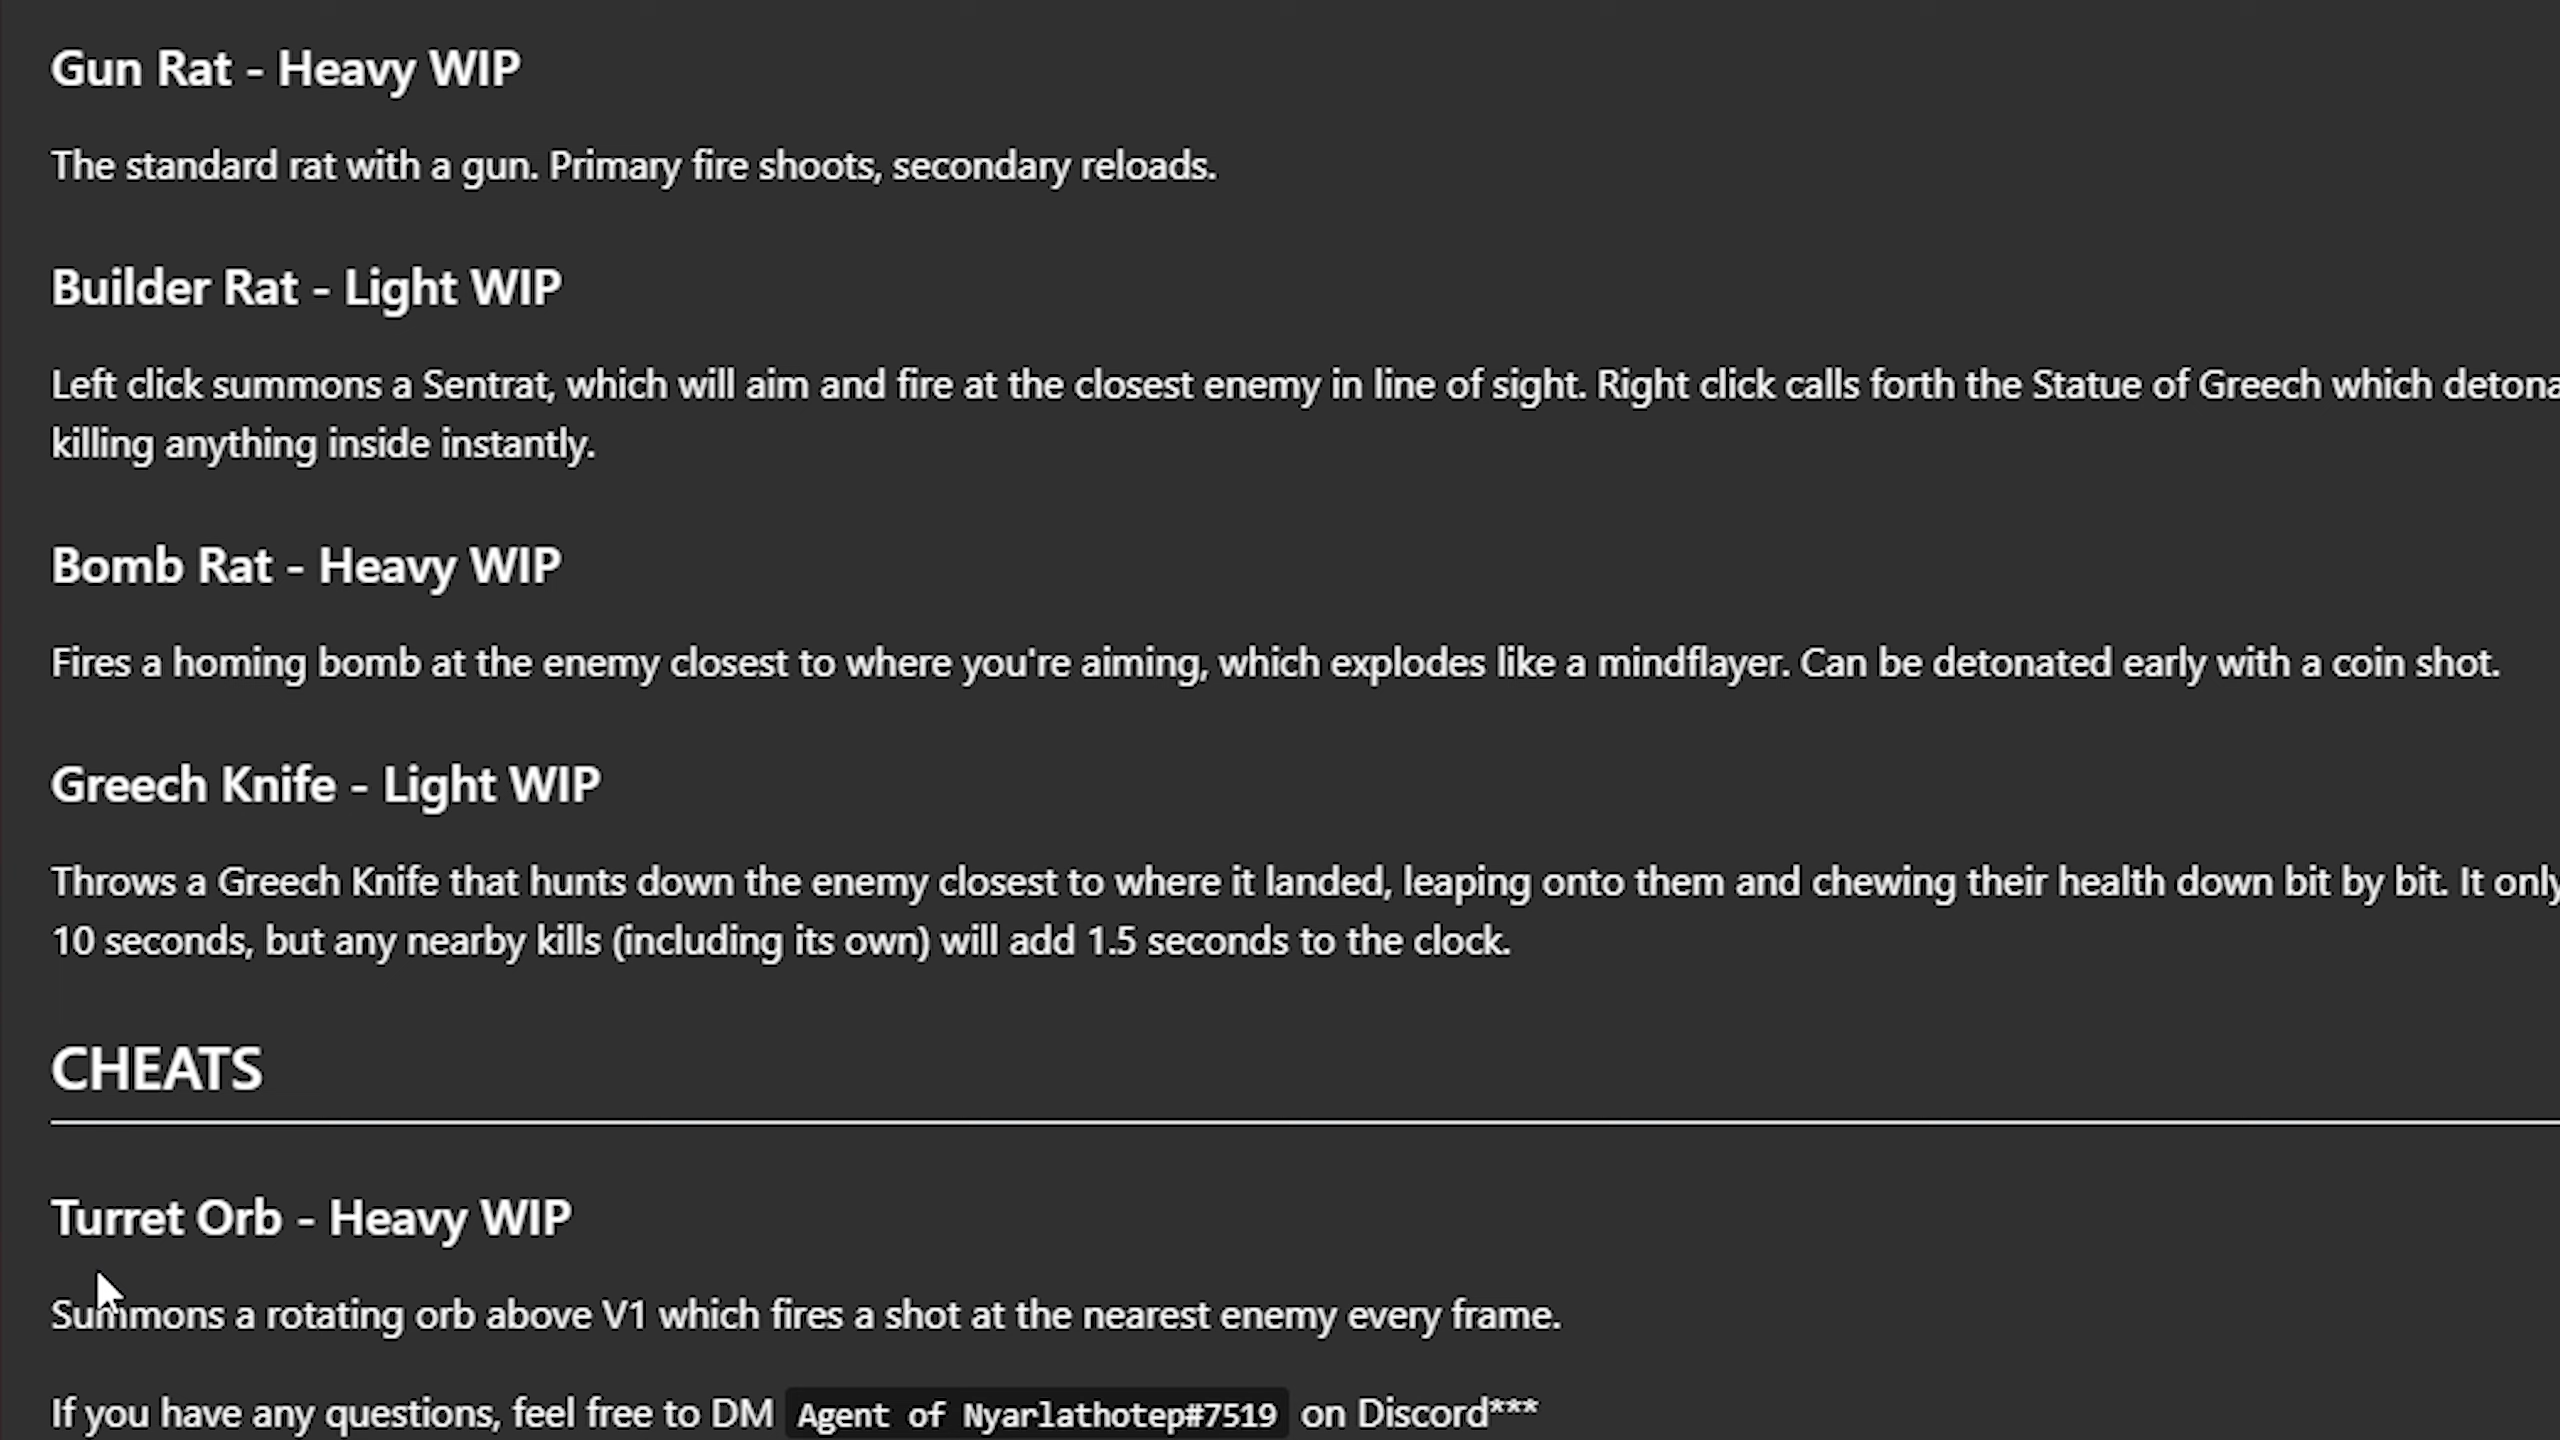 Gun Rat - Heavy WIP
The standard rat with a gun. Primary fire shoots, secondary reloads.
Builder Rat - Light WIP
Left click summons a Sentrat, which will aim and fire at the closest enemy in line of sight. Right click calls forth the Statue of Greech which detona
killing anything inside instantly.
Bomb Rat - Heavy WIP
Fires a homing bomb at the enemy closest to where you're aiming, which explodes like a mindflayer. Can be detonated early with a coin shot.
Greech Knife - Light WIP
Throws a Greech Knife that hunts down the enemy closest to where it landed, leaping onto them and chewing their health down bit by bit. It only
10 seconds, but any nearby kills (including its own) will add 1.5 seconds to the clock.
CHEATS
Turret Orb - Heavy WIP
Summons a rotating orb above V1 which fires a shot at the nearest enemy every frame.
If you have any questions, feel free to DM Agent of Nyarlathotep#7519 on Discord***